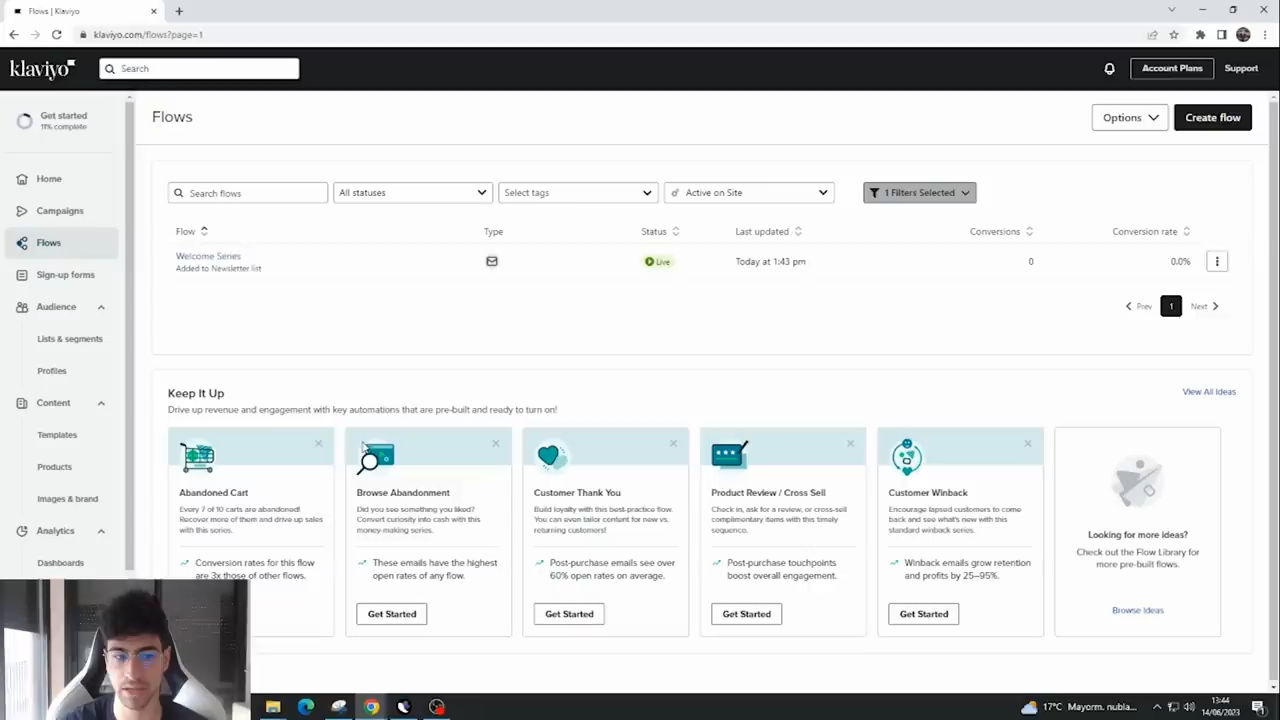 Flows | Klaviyo
klaviyo.com/flows?page=1
klaviyo
Search
Account Plans
Support
Get started
11% complete
Home
Campaigns
Flows
Sign-up forms
Audience
Lists & segments
Profiles
Content
Templates
Products
Images & brand
Analytics
Dashboards
Flows
Options
Create flow
Search flows
All statuses
Select tags
Active on Site
1 Filters Selected
Flow Type Status Last updated Conversions Conversion rate
Welcome Series
Added to Newsletter list
Live
Today at 1:43 pm
0
0.0%
Prev 1 Next
Keep It Up
View All Ideas
Drive up revenue and engagement with key automations that are pre-built and ready to turn on!
Abandoned Cart
Every 7 of 10 carts are abandoned!
Recover more of them and drive up sales
with this series.
Conversion rates for this flow
are 3x those of other flows.
Browse Abandonment
Did you see something you liked?
Convert curiosity into cash with this
money-making series.
These emails have the highest
open rates of any flow.
Get Started
Customer Thank You
Build loyalty with this best-practice flow.
You can even tailor content for new vs.
returning customers!
Post-purchase emails see over
60% open rates on average.
Get Started
Product Review / Cross Sell
Check in, ask for a review, or cross-sell
complimentary items with this timely
sequence.
Post-purchase touchpoints
boost overall engagement.
Get Started
Customer Winback
Encourage lapsed customers to come
back and see what's new with this
standard winback series.
Winback emails grow retention
and profits by 25–95%.
Get Started
Looking for more ideas?
Check out the Flow Library for
more pre-built flows.
Browse Ideas
17°C Mayorm. nubla...
13:44
14/06/2023